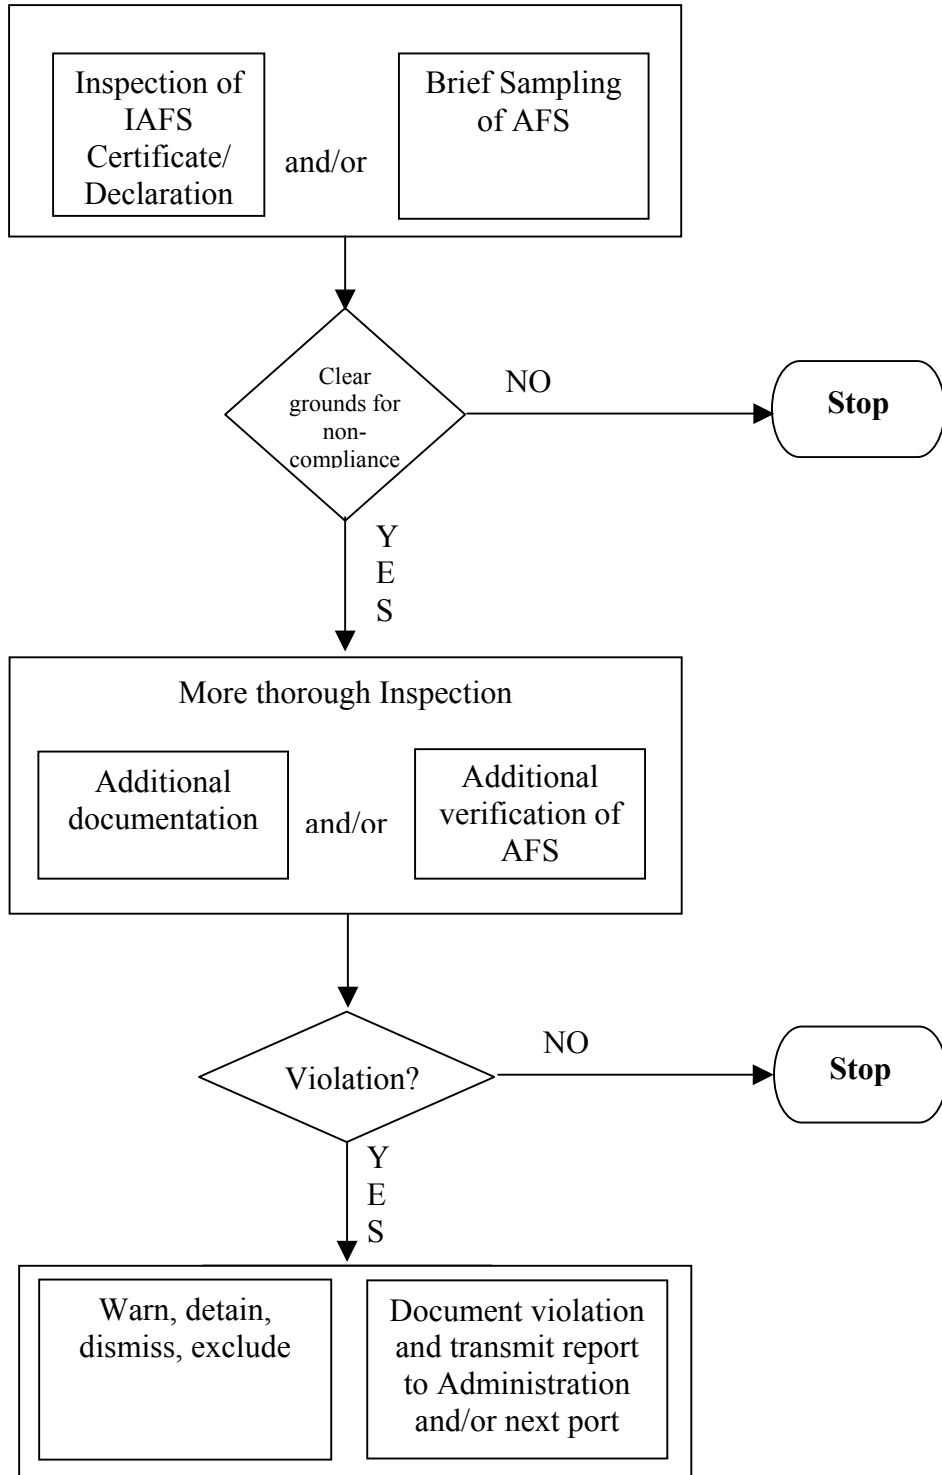 Inspection of
IAFS
Certificate/
Declaration
and/or
Brief Sampling
of AFS
Clear
grounds for
non-
compliance
NO
Stop
Y
E
S
More thorough Inspection
Additional
documentation
and/or
Additional
verification of
AFS
Violation?
NO
Stop
Y
E
S
Warn, detain,
dismiss, exclude
Document violation
and transmit report
to Administration
and/or next port